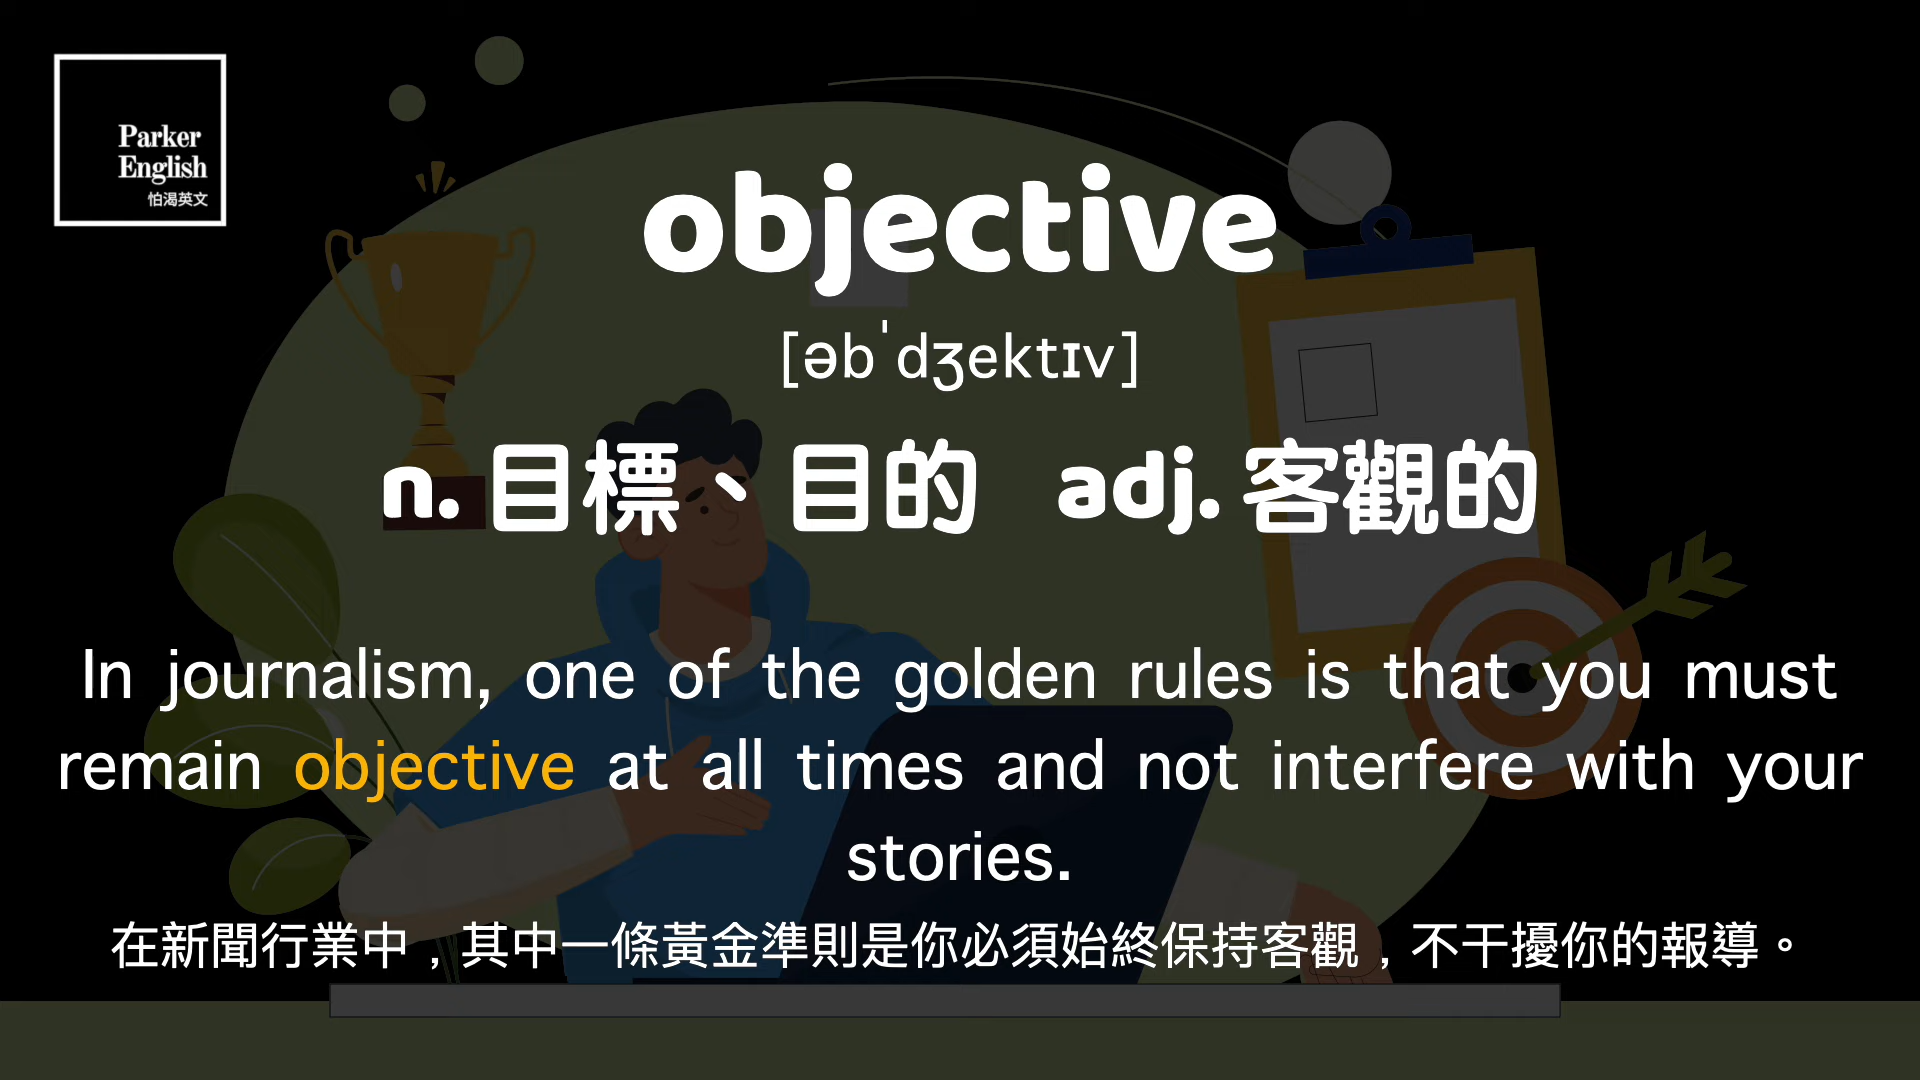 Parker
English
怕渴英文
objective
[əbˈdʒektɪv]
n. 目標、目的 adj. 客觀的
In journalism, one of the golden rules is that you must
remain objective at all times and not interfere with your
stories.
在新聞行業中，其中一條黃金準則是你必須始終保持客觀，不干擾你的報導。